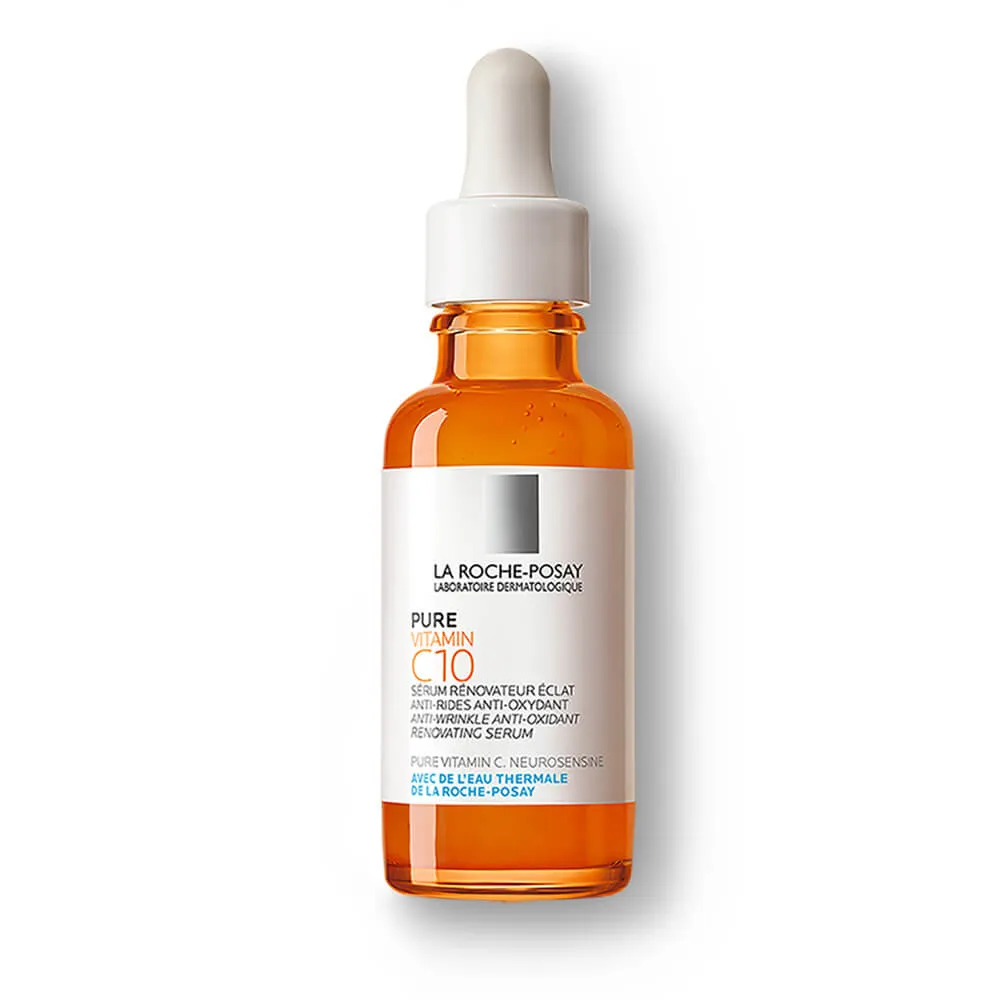 LA ROCHE-POSAY
LABORATOIRE DERMATOLOGIQUE
PURE
VITAMIN
C10
SÉRUM RÉNOVATEUR ÉCLAT
ANTI-RIDES ANTI-OXYDANT
ANTI-WRINKLE ANTI-OXIDANT
RENOVATING SERUM
PURE VITAMIN C. NEUROSENSINE
AVEC DE L'EAU THERMALE
DE LA ROCHE-POSAY